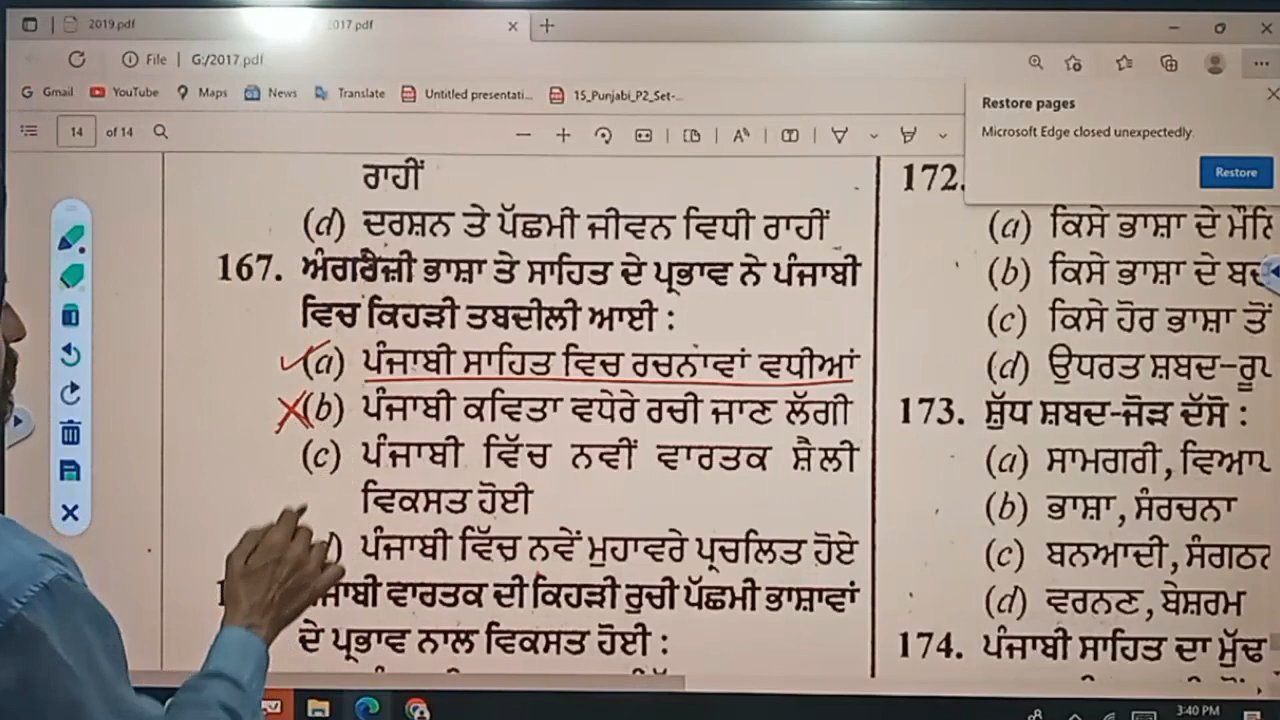 2019.pdf
2017 pdf
File | G:/2017.pdf
Gmail YouTube Maps News Translate Untitled presentati... 15_Punjabi_P2_Set-...
Restore pages
Microsoft Edge closed unexpectedly.
Restore
14 of 14
ਰਾਹੀਂ
(d) ਦਰਸ਼ਨ ਤੇ ਪੱਛਮੀ ਜੀਵਨ ਵਿਧੀ ਰਾਹੀਂ
167. ਅੰਗਰੇਜ਼ੀ ਭਾਸ਼ਾ ਤੇ ਸਾਹਿਤ ਦੇ ਪ੍ਰਭਾਵ ਨੇ ਪੰਜਾਬੀ
ਵਿਚ ਕਿਹੜੀ ਤਬਦੀਲੀ ਆਈ :
(a) ਪੰਜਾਬੀ ਸਾਹਿਤ ਵਿਚ ਰਚਨਾਵਾਂ ਵਧੀਆਂ
(b) ਪੰਜਾਬੀ ਕਵਿਤਾ ਵਧੇਰੇ ਰਚੀ ਜਾਣ ਲੱਗੀ
(c) ਪੰਜਾਬੀ ਵਿੱਚ ਨਵੀਂ ਵਾਰਤਕ ਸ਼ੈਲੀ
ਵਿਕਸਤ ਹੋਈ
ਪੰਜਾਬੀ ਵਿੱਚ ਨਵੇਂ ਮੁਹਾਵਰੇ ਪ੍ਰਚਲਿਤ ਹੋਏ
ਵਾਰਤਕ ਦੀ ਕਿਹੜੀ ਰੁਚੀ ਪੱਛਮੀ ਭਾਸ਼ਾਵਾਂ
ਦੇ ਪ੍ਰਭਾਵ ਨਾਲ ਵਿਕਸਤ ਹੋਈ :
172.
(a) ਕਿਸੇ ਭਾਸ਼ਾ ਦੇ
(b) ਕਿਸੇ ਭਾਸ਼ਾ ਦੇ
(c) ਕਿਸੇ ਹੋਰ ਭਾਸ਼ਾ ਤੋਂ
(d) ਉਧਰਤ ਸ਼ਬਦ-ਰੂਪ
173. ਸ਼ੁੱਧ ਸ਼ਬਦ-ਜੋੜ ਦੱਸੋ :
(a) ਸਾਮਗਰੀ,
(b) ਭਾਸ਼ਾ, ਸੰਰਚਨਾ
(c) ਬਨਆਦੀ,
(d) ਵਰਨਣ, ਬੇਸ਼ਰਮ
174. ਪੰਜਾਬੀ ਸਾਹਿਤ ਦਾ ਮੁੱਢ
3:40 PM